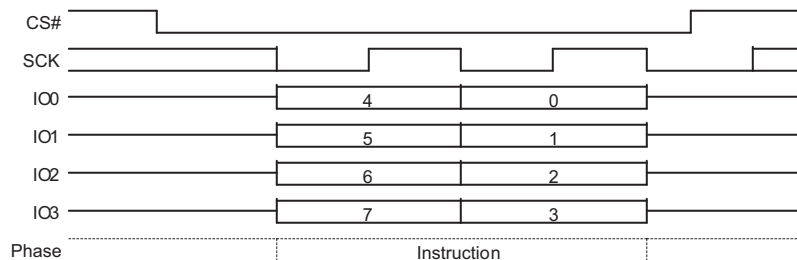 CS#
SCK
IO0 4 0
IO1 5 1
IO2 6 2
IO3 7 3
Phase Instruction